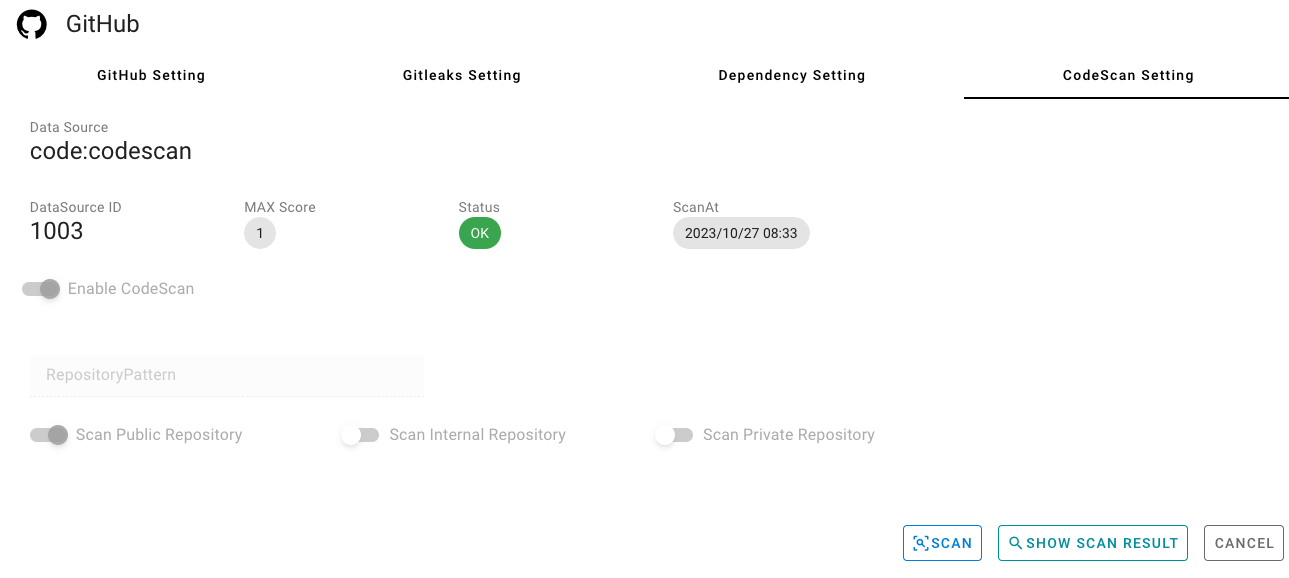 GitHub
GitHub Setting Gitleaks Setting Dependency Setting CodeScan Setting
Data Source
code:codescan
DataSource ID MAX Score Status ScanAt
1003 1 OK 2023/10/27 08:33
Enable CodeScan
RepositoryPattern
Scan Public Repository Scan Internal Repository Scan Private Repository
SCAN SHOW SCAN RESULT CANCEL